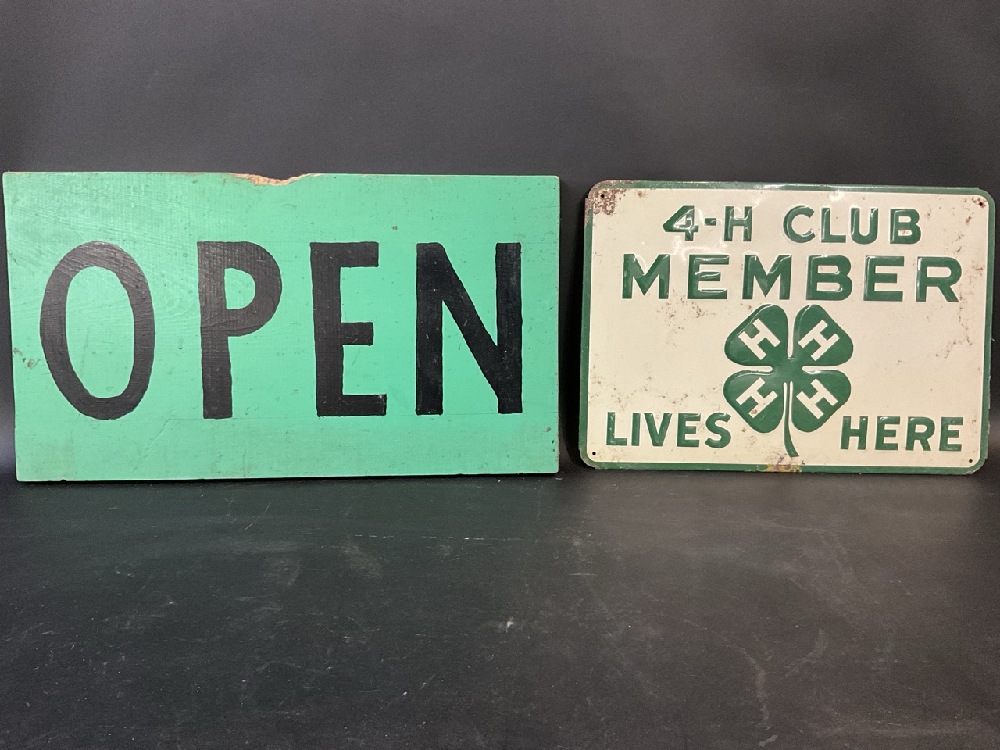 OPEN
4-H CLUB
MEMBER
H H
H H
LIVES HERE